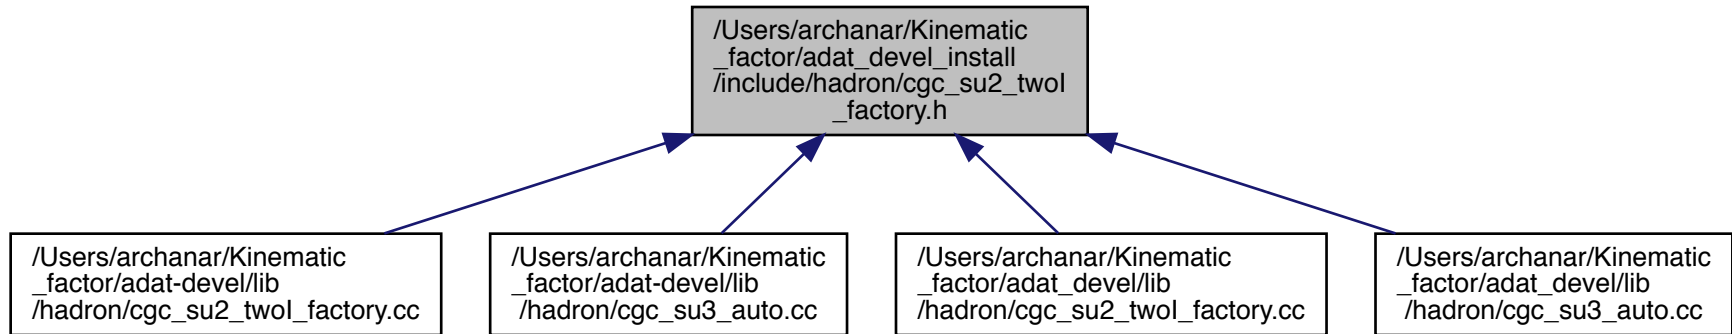 /Users/archanar/Kinematic
_factor/adat_devel_install
/include/hadron/cgc_su2_twoI
_factory.h
/Users/archanar/Kinematic
_factor/adat-devel/lib
/hadron/cgc_su2_twoI_factory.cc
/Users/archanar/Kinematic
_factor/adat-devel/lib
/hadron/cgc_su3_auto.cc
/Users/archanar/Kinematic
_factor/adat_devel/lib
/hadron/cgc_su2_twoI_factory.cc
/Users/archanar/Kinematic
_factor/adat_devel/lib
/hadron/cgc_su3_auto.cc